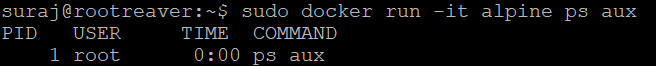 suraj@rootreaver:~$ sudo docker run -it alpine ps aux
PID   USER     TIME  COMMAND
    1 root      0:00 ps aux